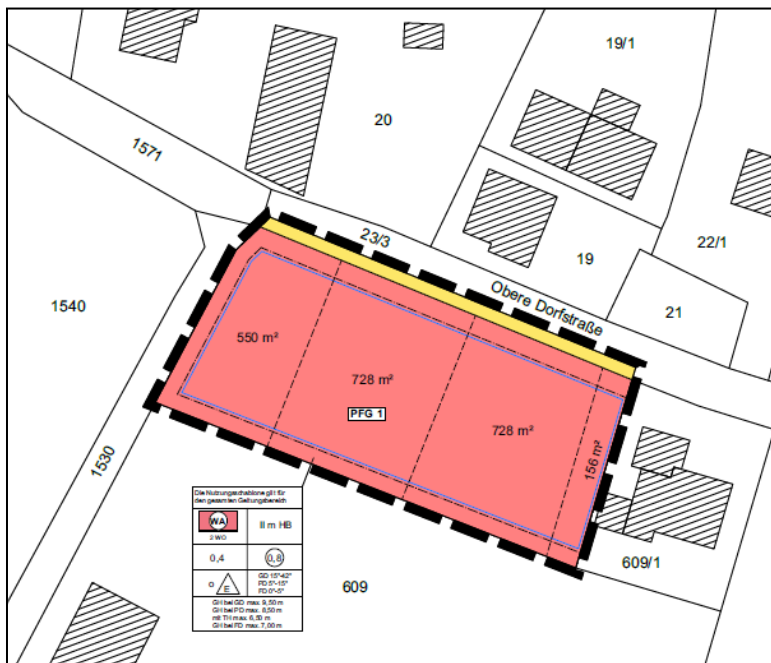 19/1
20
1571
23/3
19
22/1
Obere Dorfstraße
21
1540
550 m²
728 m²
PFG 1
728 m²
156 m²
1530
609/1
609
Die Nutzungsschablone gilt für
den gesamten Geltungsbereich
WA
2 WO
II m HB
0,4
0,8
o
E
GD 15°-42°
PD 5°-15°
FD 0°-5°
GH bei GD max. 9,50 m
GH bei PD max. 8,50 m
mit TH max. 6,50 m
GH bei FD max. 7,00 m